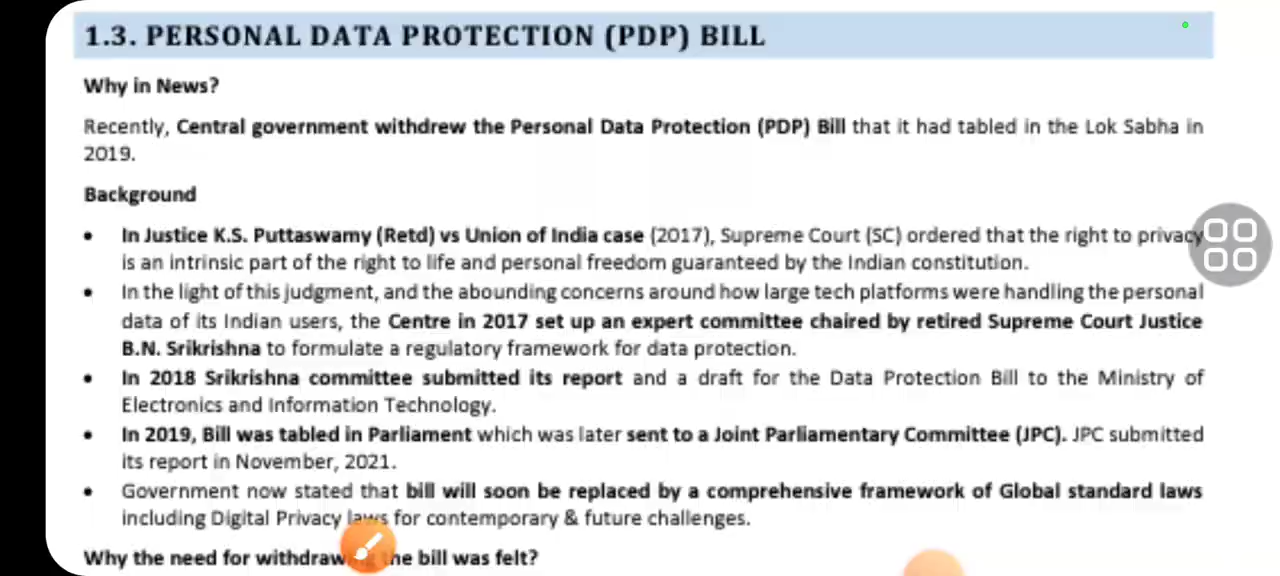 1.3. PERSONAL DATA PROTECTION (PDP) BILL
Why in News?
Recently, Central government withdrew the Personal Data Protection (PDP) Bill that it had tabled in the Lok Sabha in
2019.
Background
• In Justice K.S. Puttaswamy (Retd) vs Union of India case (2017), Supreme Court (SC) ordered that the right to privacy
is an intrinsic part of the right to life and personal freedom guaranteed by the Indian constitution.
• In the light of this judgment, and the abounding concerns around how large tech platforms were handling the personal
data of its Indian users, the Centre in 2017 set up an expert committee chaired by retired Supreme Court Justice
B.N. Srikrishna to formulate a regulatory framework for data protection.
• In 2018 Srikrishna committee submitted its report and a draft for the Data Protection Bill to the Ministry of
Electronics and Information Technology.
• In 2019, Bill was tabled in Parliament which was later sent to a Joint Parliamentary Committee (JPC). JPC submitted
its report in November, 2021.
• Government now stated that bill will soon be replaced by a comprehensive framework of Global standard laws
including Digital Privacy laws for contemporary & future challenges.
Why the need for the bill was felt?